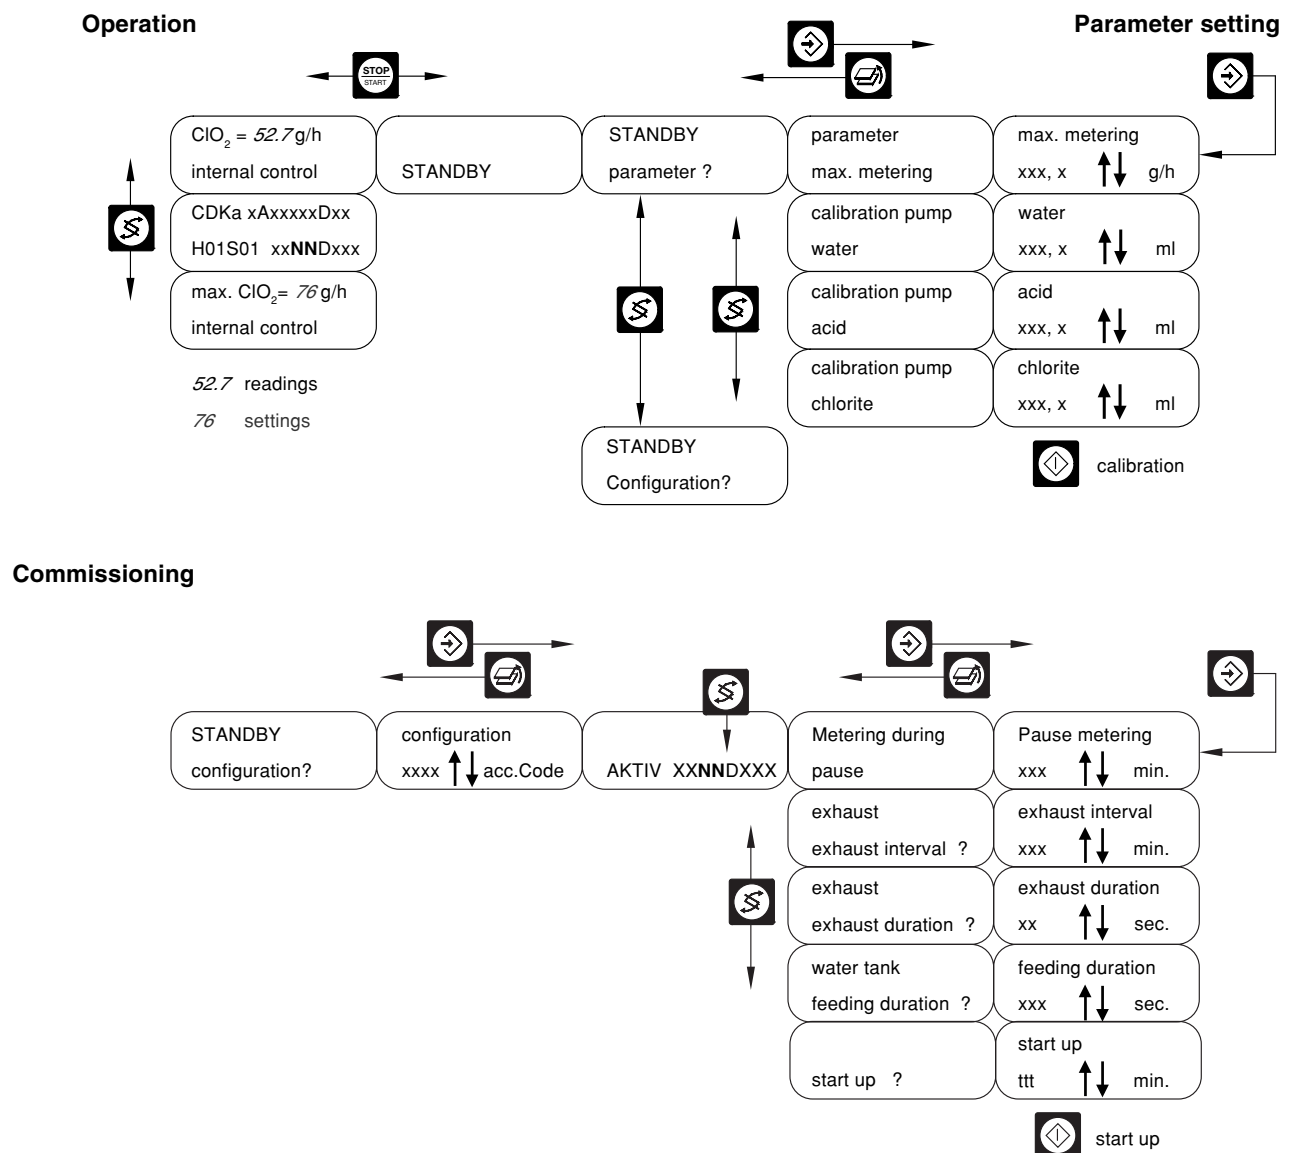 Operation
Parameter setting
STOP
START
ClO2 = 52.7 g/h
internal control
STANDBY
STANDBY
parameter ?
parameter
max. metering
max. metering
xxx, x g/h
CDKa xAxxxxxDxx
H01S01 xxNNDxxx
calibration pump
water
water
xxx, x ml
max. ClO2= 76 g/h
internal control
calibration pump
acid
acid
xxx, x ml
52.7 readings
76 settings
calibration pump
chlorite
chlorite
xxx, x ml
STANDBY
Configuration?
calibration
Commissioning
STANDBY
configuration?
configuration
xxxx acc.Code
AKTIV XXNNDXXX
Metering during
pause
Pause metering
xxx min.
exhaust
exhaust interval ?
exhaust interval
xxx min.
exhaust
exhaust duration ?
exhaust duration
xx sec.
water tank
feeding duration ?
feeding duration
xxx sec.
start up ?
start up
ttt min.
start up